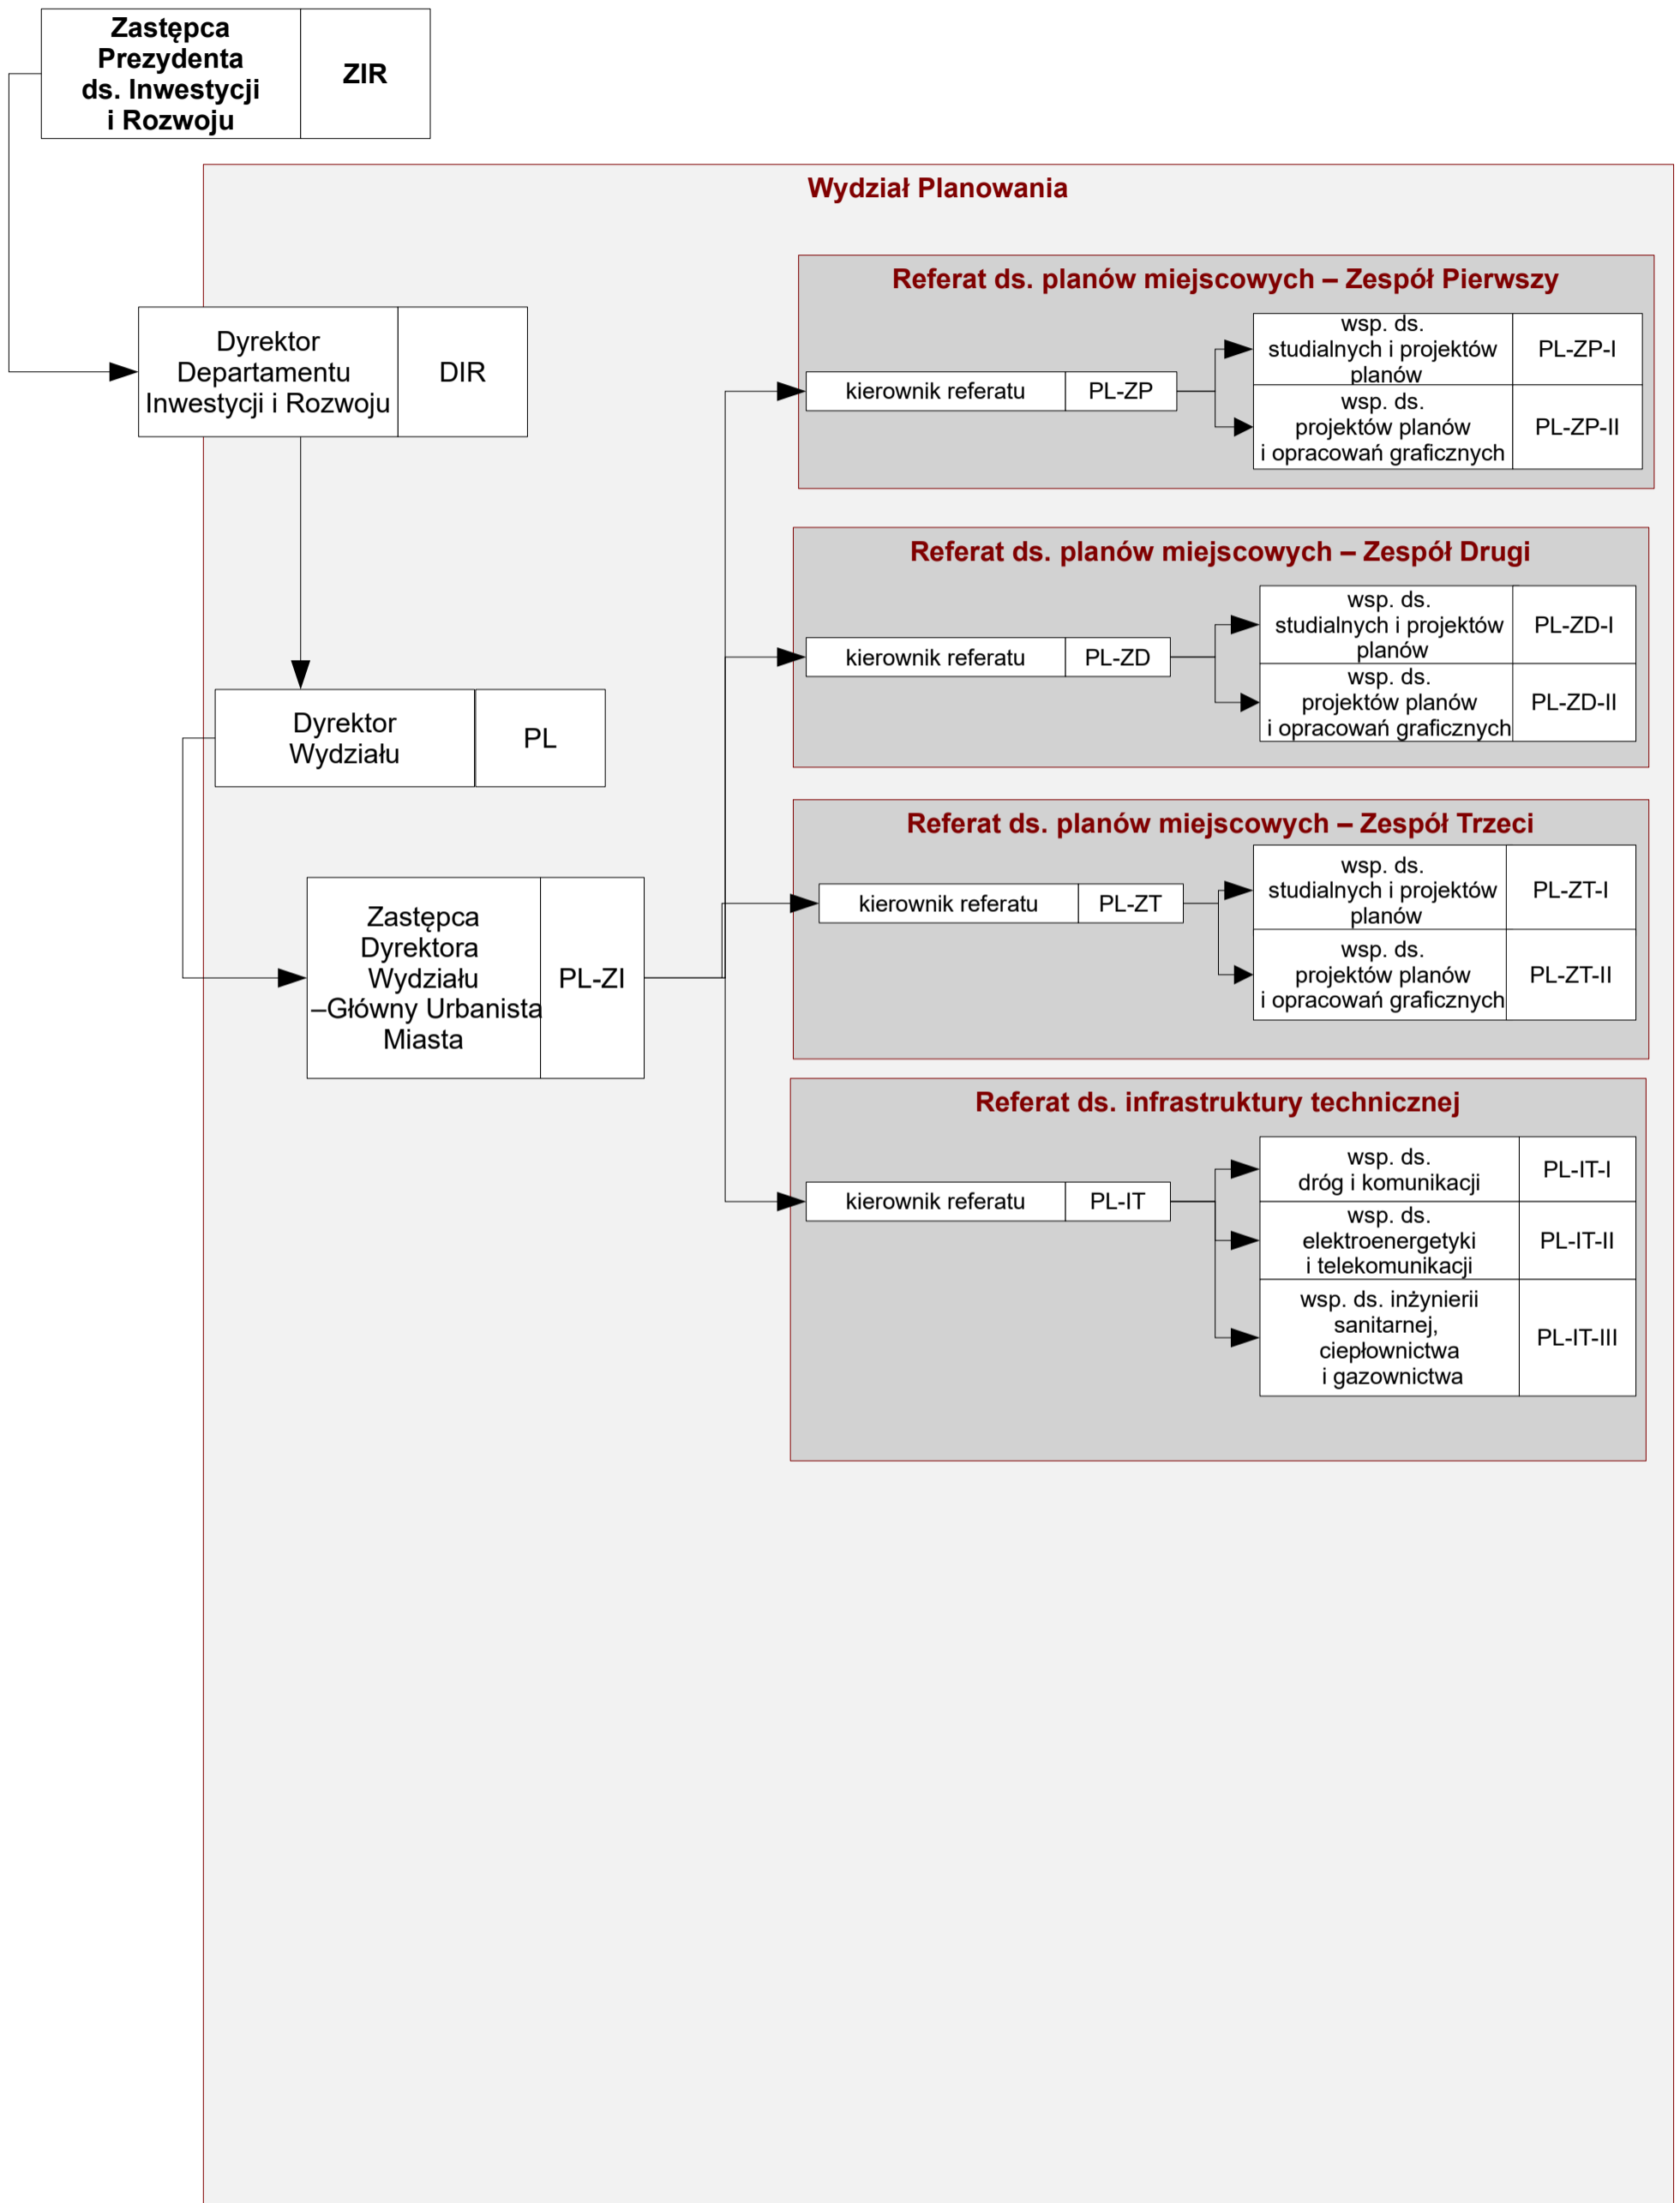 Zastępca
Prezydenta
ds. Inwestycji
i Rozwoju
ZIR
Wydział Planowania
Dyrektor
Departamentu
Inwestycji i Rozwoju
DIR
Dyrektor
Wydziału
PL
Zastępca
Dyrektora
Wydziału
–Główny Urbanista
Miasta
PL-ZI
Referat ds. planów miejscowych – Zespół Pierwszy
kierownik referatu
PL-ZP
wsp. ds.
studialnych i projektów
planów
PL-ZP-I
wsp. ds.
projektów planów
i opracowań graficznych
PL-ZP-II
Referat ds. planów miejscowych – Zespół Drugi
kierownik referatu
PL-ZD
wsp. ds.
studialnych i projektów
planów
PL-ZD-I
wsp. ds.
projektów planów
i opracowań graficznych
PL-ZD-II
Referat ds. planów miejscowych – Zespół Trzeci
kierownik referatu
PL-ZT
wsp. ds.
studialnych i projektów
planów
PL-ZT-I
wsp. ds.
projektów planów
i opracowań graficznych
PL-ZT-II
Referat ds. infrastruktury technicznej
kierownik referatu
PL-IT
wsp. ds.
dróg i komunikacji
PL-IT-I
wsp. ds.
elektroenergetyki
i telekomunikacji
PL-IT-II
wsp. ds. inżynierii
sanitarnej,
ciepłownictwa
i gazownictwa
PL-IT-III